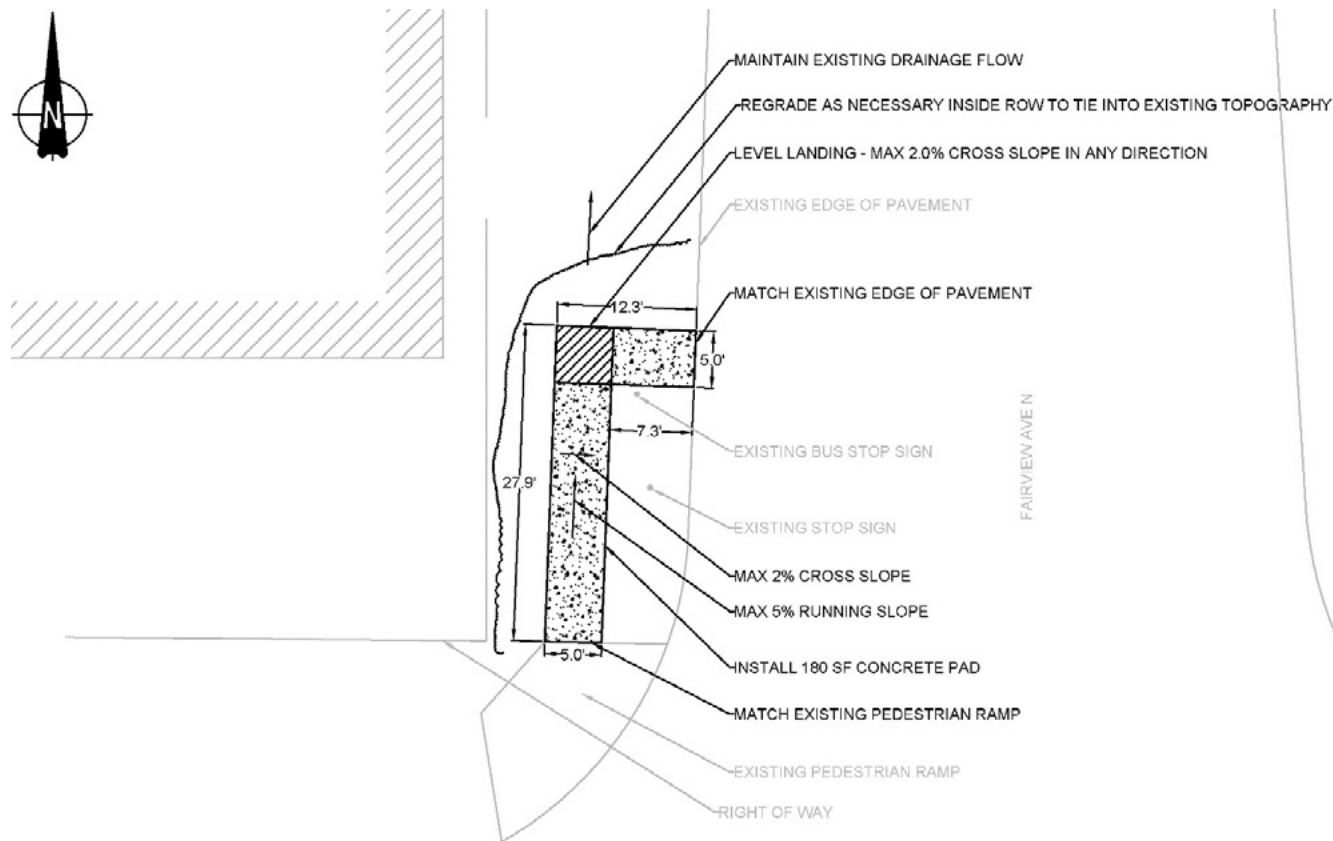 N
MAINTAIN EXISTING DRAINAGE FLOW
REGRADE AS NECESSARY INSIDE ROW TO TIE INTO EXISTING TOPOGRAPHY
LEVEL LANDING - MAX 2.0% CROSS SLOPE IN ANY DIRECTION
EXISTING EDGE OF PAVEMENT
MATCH EXISTING EDGE OF PAVEMENT
12.3'
5.0'
7.3'
EXISTING BUS STOP SIGN
27.9'
FAIRVIEW AVE N
EXISTING STOP SIGN
MAX 2% CROSS SLOPE
MAX 5% RUNNING SLOPE
5.0'
INSTALL 180 SF CONCRETE PAD
MATCH EXISTING PEDESTRIAN RAMP
EXISTING PEDESTRIAN RAMP
RIGHT OF WAY